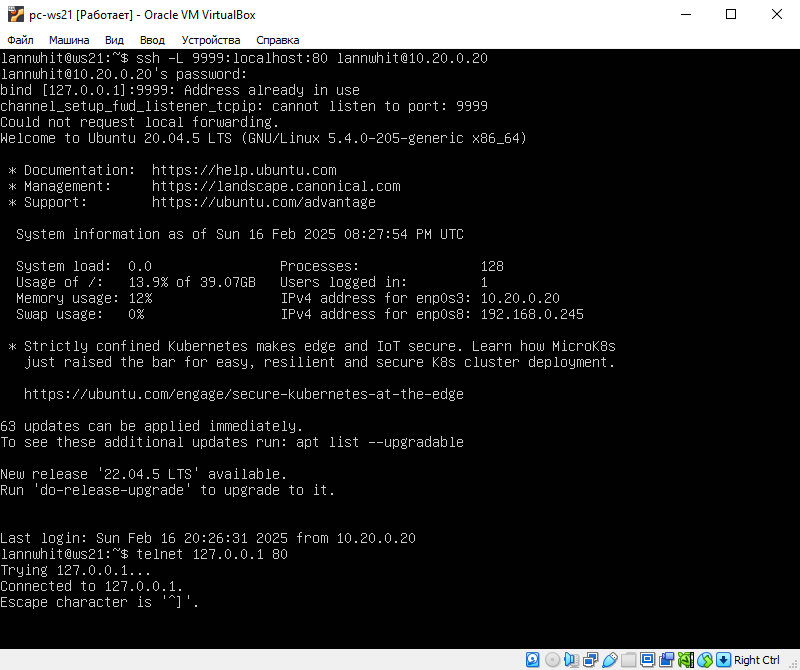 pc-ws21 [Работает] - Oracle VM VirtualBox
Файл Машина Вид Ввод Устройства Справка
lannwhit@ws21:~$ ssh -L 9999:localhost:80 lannwhit@10.20.0.20
lannwhit@10.20.0.20's password:
bind [127.0.0.1]:9999: Address already in use
channel_setup_fwd_listener_tcpip: cannot listen to port: 9999
Could not request local forwarding.
Welcome to Ubuntu 20.04.5 LTS (GNU/Linux 5.4.0-205-generic x86_64)
* Documentation: https://help.ubuntu.com
* Management: https://landscape.canonical.com
* Support: https://ubuntu.com/advantage
System information as of Sun 16 Feb 2025 08:27:54 PM UTC
System load: 0.0 Processes: 128
Usage of /: 13.9% of 39.07GB Users logged in: 1
Memory usage: 12% IPv4 address for enp0s3: 10.20.0.20
Swap usage: 0% IPv4 address for enp0s8: 192.168.0.245
* Strictly confined Kubernetes makes edge and IoT secure. Learn how MicroK8s
just raised the bar for easy, resilient and secure K8s cluster deployment.
https://ubuntu.com/engage/secure-kubernetes-at-the-edge
63 updates can be applied immediately.
To see these additional updates run: apt list --upgradable
New release '22.04.5 LTS' available.
Run 'do-release-upgrade' to upgrade to it.
Last login: Sun Feb 16 20:26:31 2025 from 10.20.0.20
lannwhit@ws21:~$ telnet 127.0.0.1 80
Trying 127.0.0.1...
Connected to 127.0.0.1.
Escape character is '^]'.
Right Ctrl